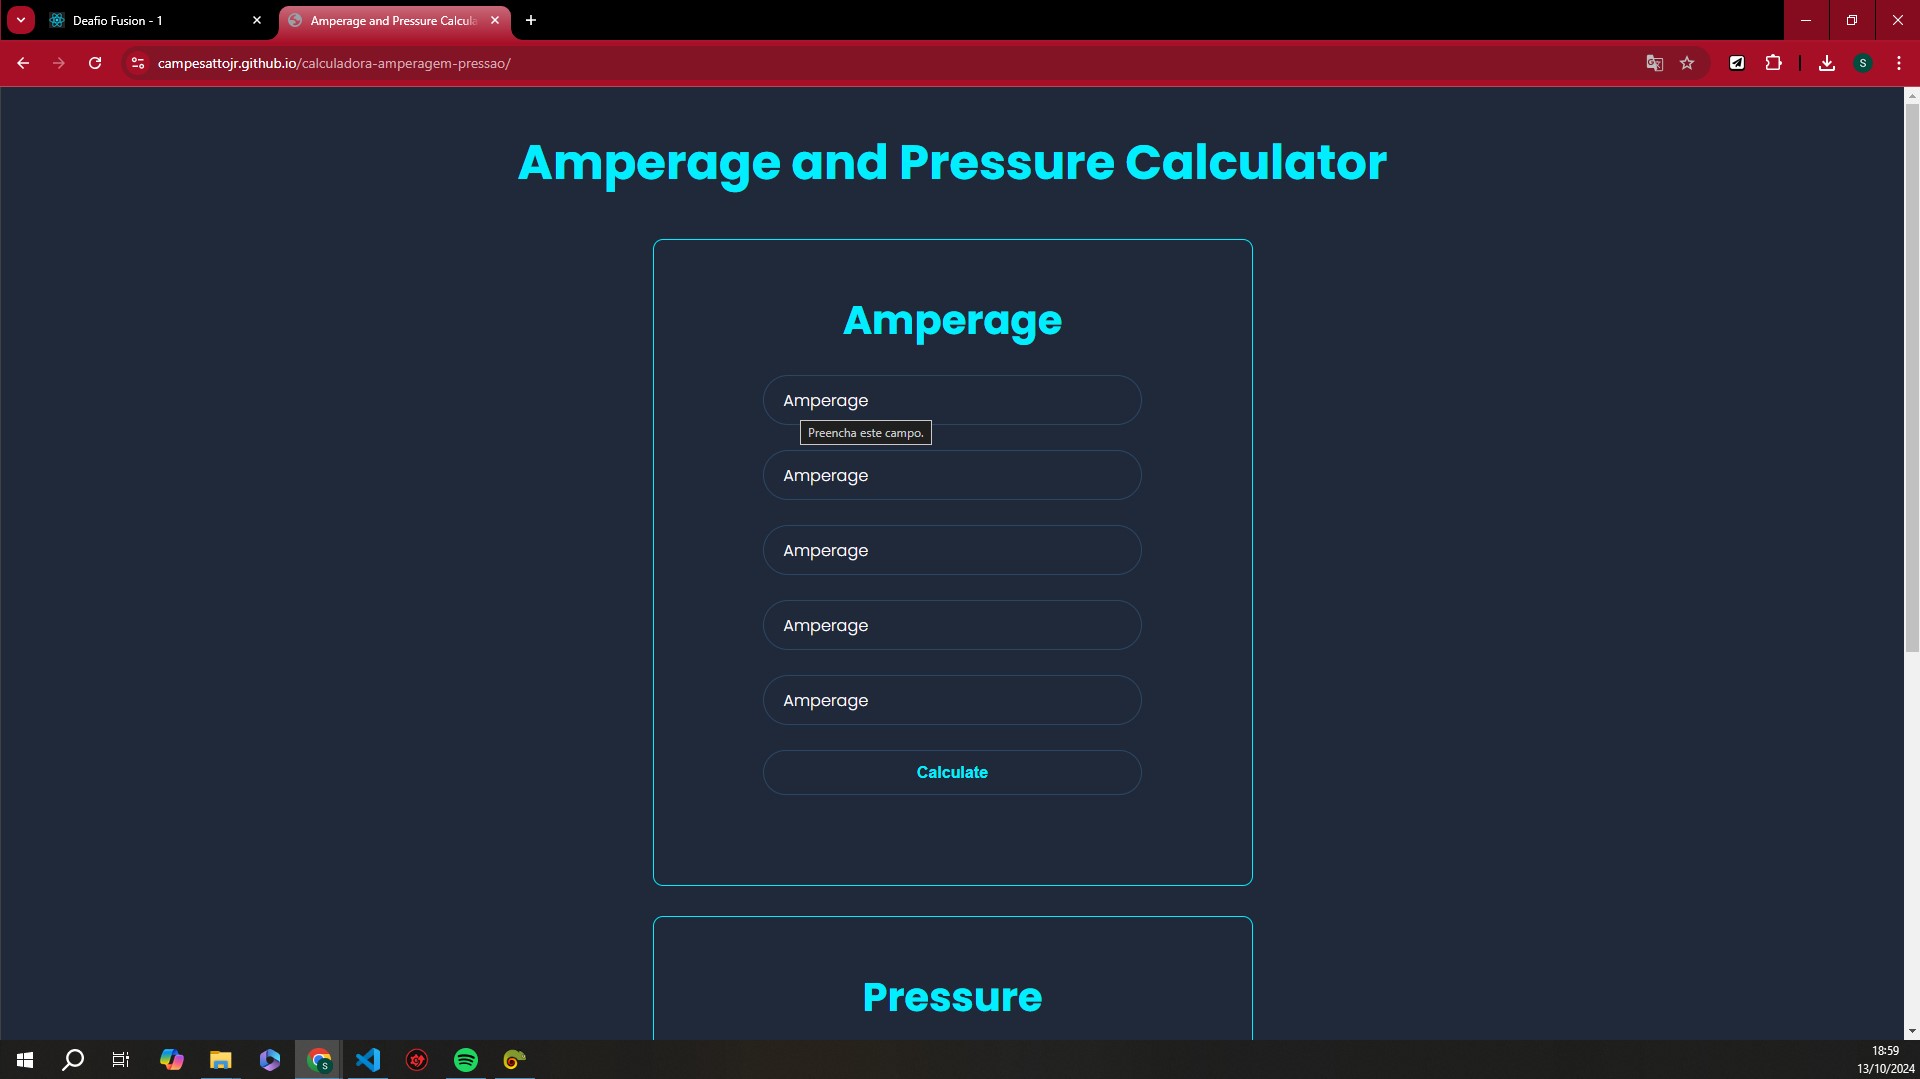 Deafio Fusion - 1
Amperage and Pressure Calcula
campesattojr.github.io/calculadora-amperagem-pressao/
S
Amperage and Pressure Calculator
Amperage
Amperage
Preencha este campo.
Amperage
Amperage
Amperage
Amperage
Calculate
Pressure
S
18:59
13/10/2024